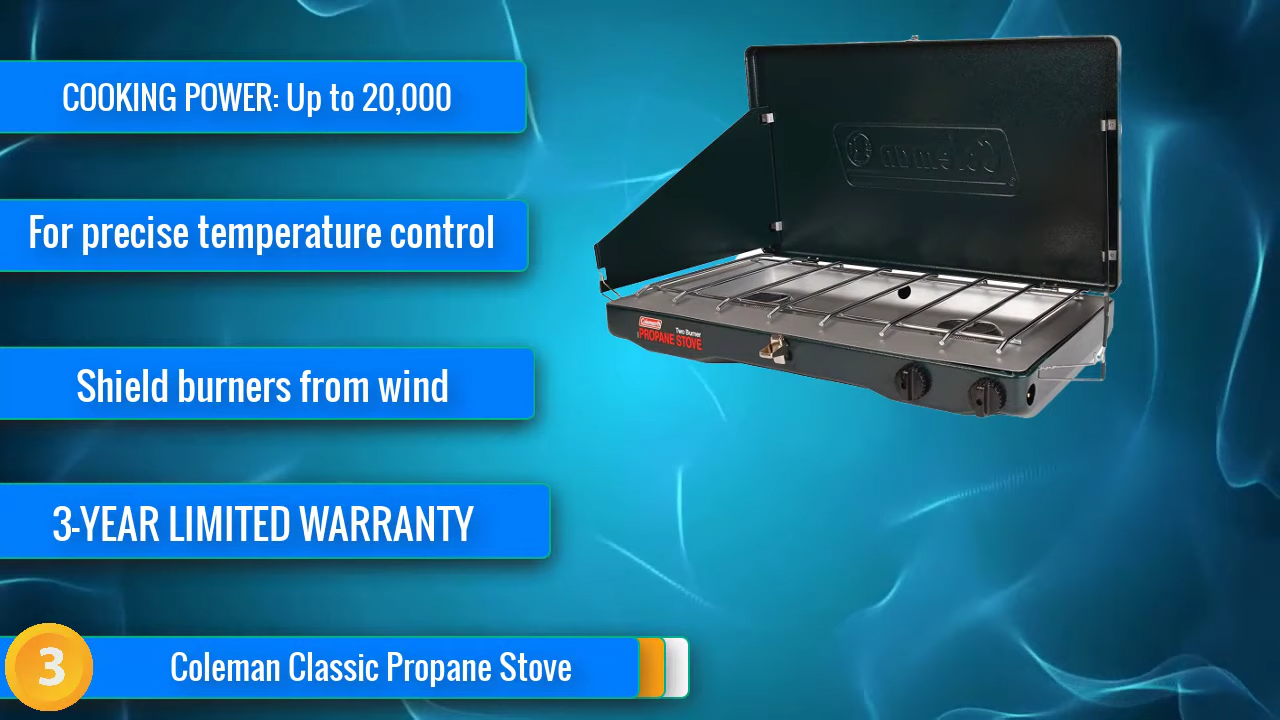 COOKING POWER: Up to 20,000
For precise temperature control
Shield burners from wind
3-YEAR LIMITED WARRANTY
3
Coleman Classic Propane Stove
Coleman
Coleman
Two Burner
PROPANE STOVE